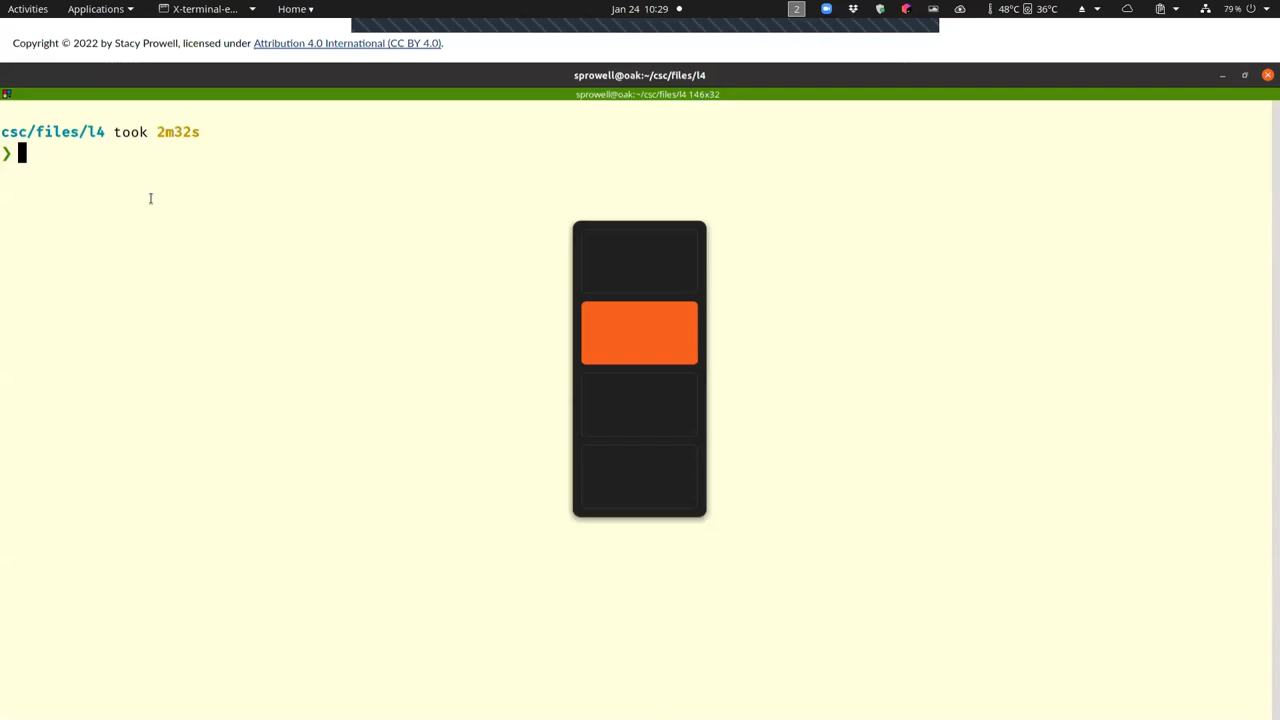 Activities Applications ▾ X-terminal-e... ▾ Home ▾ Jan 24 10:29 ● 2 48°C 36°C 79%
Copyright © 2022 by Stacy Prowell, licensed under Attribution 4.0 International (CC BY 4.0).
sprowell@oak:~/csc/files/l4
sprowell@oak:~/csc/files/l4 146x32
csc/files/l4 took 2m32s
❯